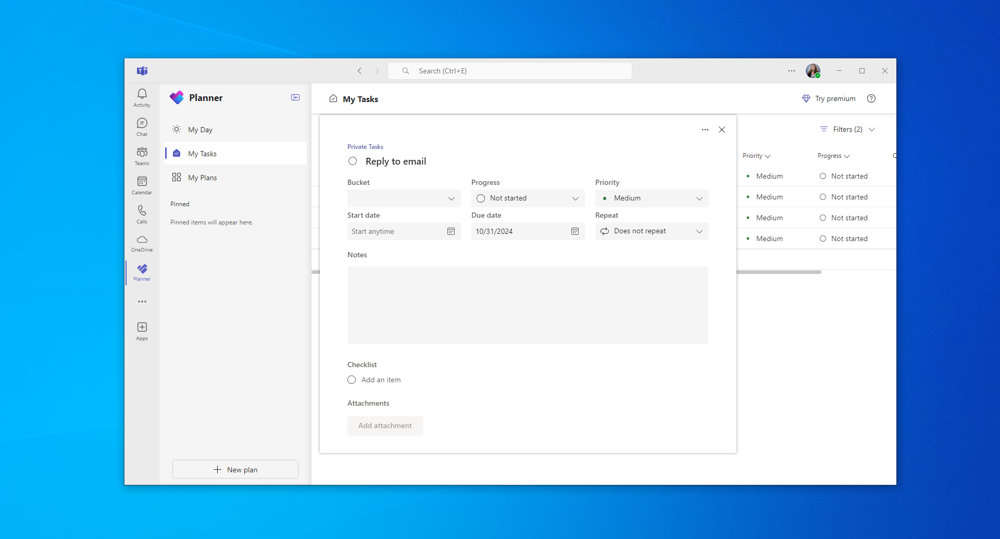 Search (Ctrl+E)
Activity
Chat
Teams
Calendar
Calls
OneDrive
Planner
Apps
Planner
My Day
My Tasks
My Plans
Pinned
Pinned items will appear here.
New plan
My Tasks
Try premium
Filters (2)
Private Tasks
Reply to email
Bucket
Progress
Priority
Not started
Medium
Start date
Due date
Repeat
Start anytime
10/31/2024
Does not repeat
Notes
Checklist
Add an item
Attachments
Add attachment
Priority
Progress
Medium
Not started
Medium
Not started
Medium
Not started
Medium
Not started